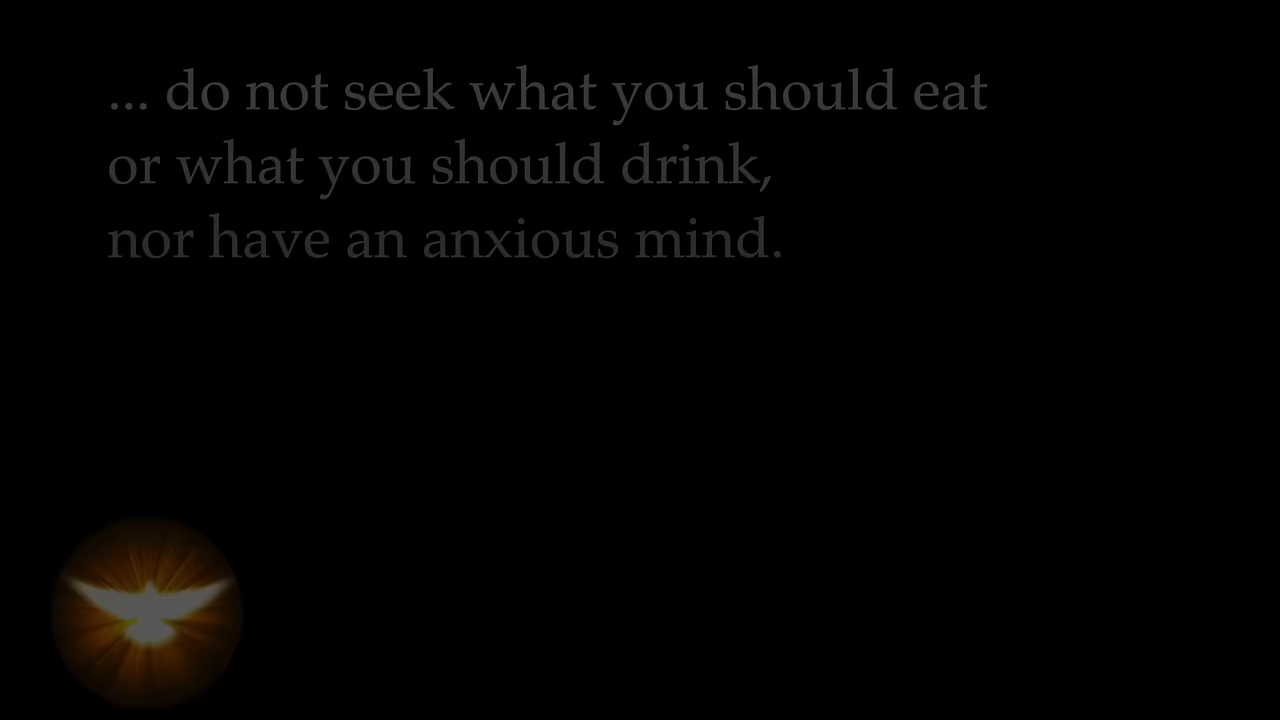 ... do not seek what you should eat
or what you should drink,
nor have an anxious mind.